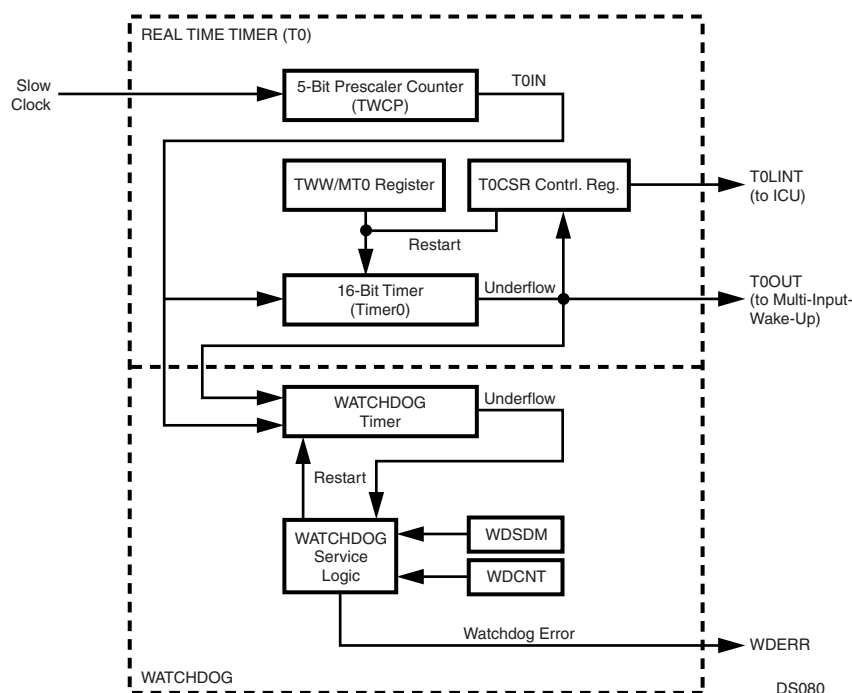 REAL TIME TIMER (T0)
Slow
Clock
5-Bit Prescaler Counter
(TWCP)
T0IN
TWW/MT0 Register
T0CSR Contrl. Reg.
T0LINT
(to ICU)
Restart
16-Bit Timer
(Timer0)
Underflow
T0OUT
(to Multi-Input-
Wake-Up)
WATCHDOG
Timer
Underflow
Restart
WATCHDOG
Service
Logic
WDSDM
WDCNT
Watchdog Error
WDERR
WATCHDOG
DS080